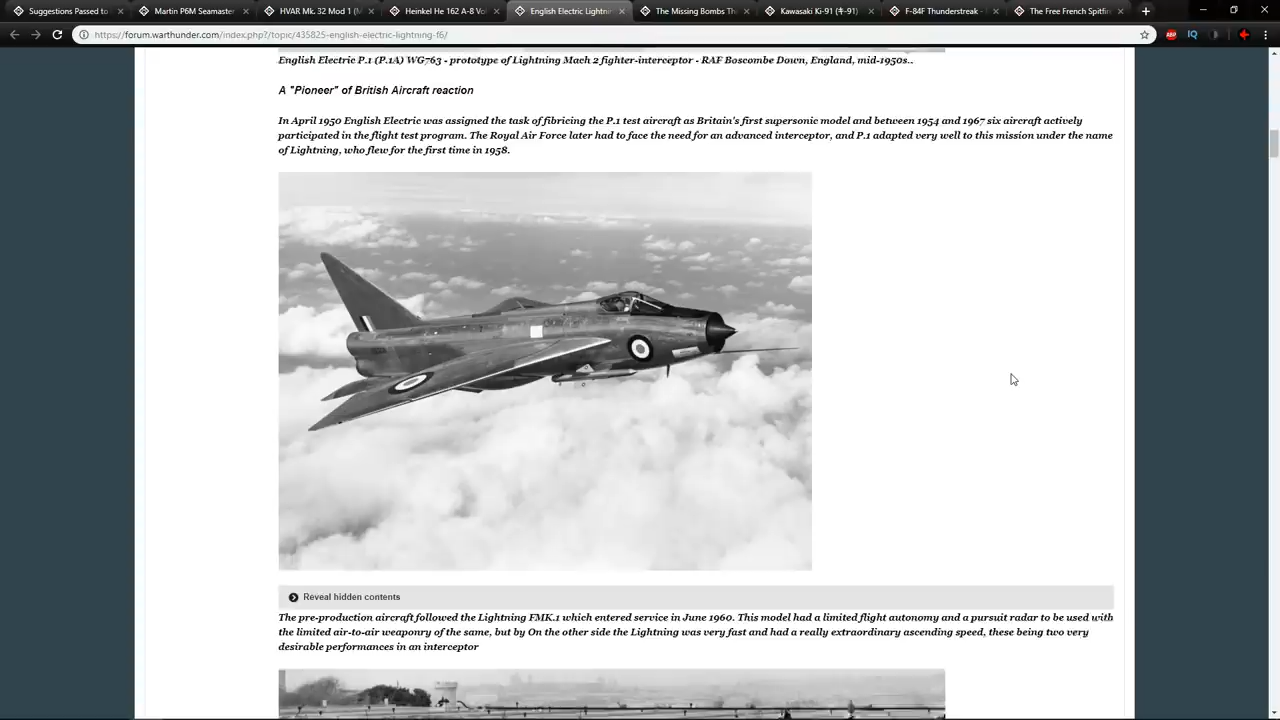 Suggestions Passed to
Martin P6M Seamaster
HVAR Mk. 32 Mod 1 (M
Heinkel He 162 A-8 Vol
English Electric Lightnin
The Missing Bombs Th
Kawasaki Ki-91 (キ-91)
F-84F Thunderstreak -
The Free French Spitfir
https://forum.warthunder.com/index.php?/topic/435825-english-electric-lightning-f6/
ABP
IQ
English Electric P.1 (P.1A) WG763 - prototype of Lightning Mach 2 fighter-interceptor - RAF Boscombe Down, England, mid-1950s..
A "Pioneer" of British Aircraft reaction
In April 1950 English Electric was assigned the task of fibricing the P.1 test aircraft as Britain's first supersonic model and between 1954 and 1967 six aircraft actively
participated in the flight test program. The Royal Air Force later had to face the need for an advanced interceptor, and P.1 adapted very well to this mission under the name
of Lightning, who flew for the first time in 1958.
Reveal hidden contents
The pre-production aircraft followed the Lightning FMK.1 which entered service in June 1960. This model had a limited flight autonomy and a pursuit radar to be used with
the limited air-to-air weaponry of the same, but by On the other side the Lightning was very fast and had a really extraordinary ascending speed, these being two very
desirable performances in an interceptor